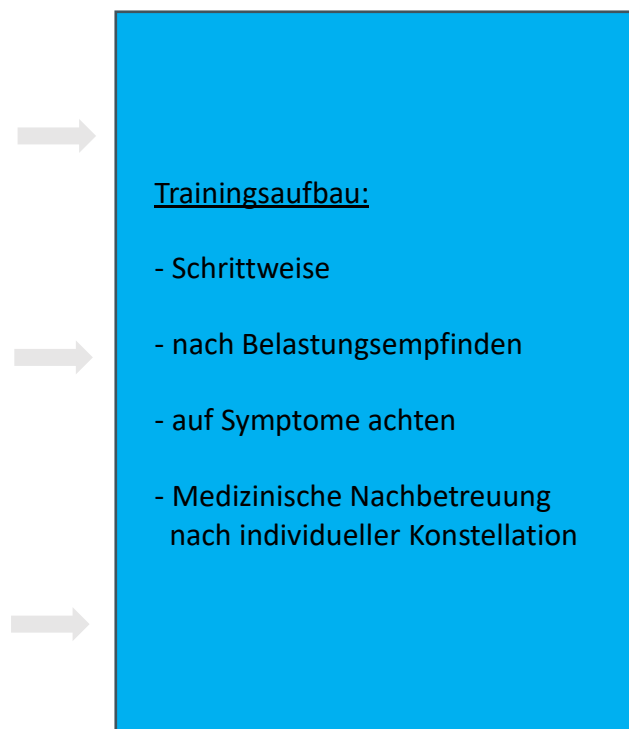 Trainingsaufbau:
- Schrittweise
- nach Belastungsempfinden
- auf Symptome achten
- Medizinische Nachbetreuung
nach individueller Konstellation